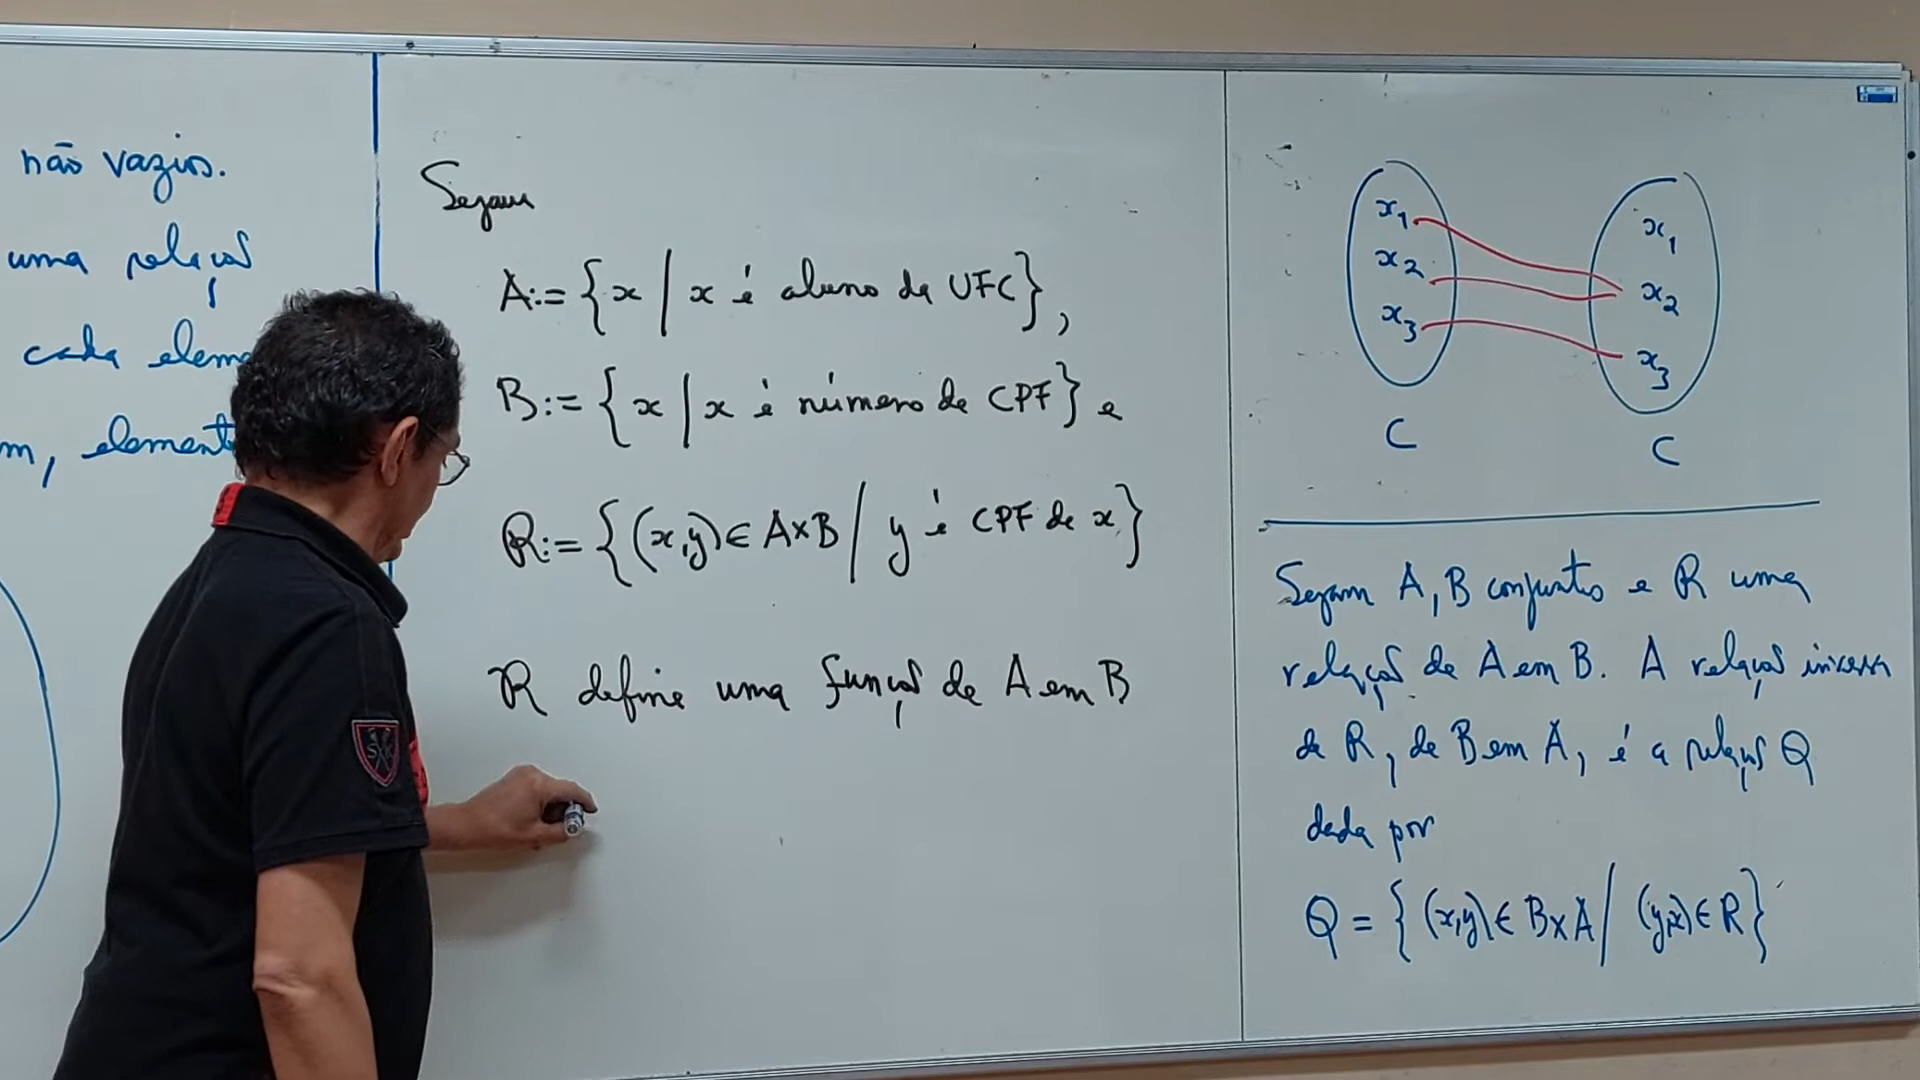 não vazios.
uma relação
cada elem
m, element
Sejam
A:= {x | x é aluno da UFC},
B:= {x | x é número de CPF} e
R:= {(x,y) ∈ A×B / y é CPF de x}
R define uma função de A em B
x1 x1
x2 x2
x3 x3
C C
Sejam A, B conjuntos e R uma
relação de A em B. A relação inversa
de R, de B em A, é a relação Q
dada por
Q = {(x,y) ∈ B×A / (y,x) ∈ R}